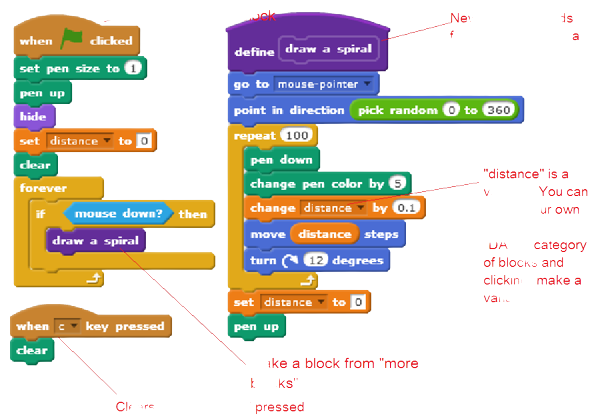 when clicked
set pen size to 1
pen up
hide
set distance to 0
clear
forever
if mouse down? then
draw a spiral
when c key pressed
clear
define draw a spiral
go to mouse-pointer
point in direction pick random 0 to 360
repeat 100
pen down
change pen color by 5
change distance by 0.1
move distance steps
turn 12 degrees
set distance to 0
pen up
a
"distance" is a
You can
own
category
of blocks and
make a
a block from "more
pressed